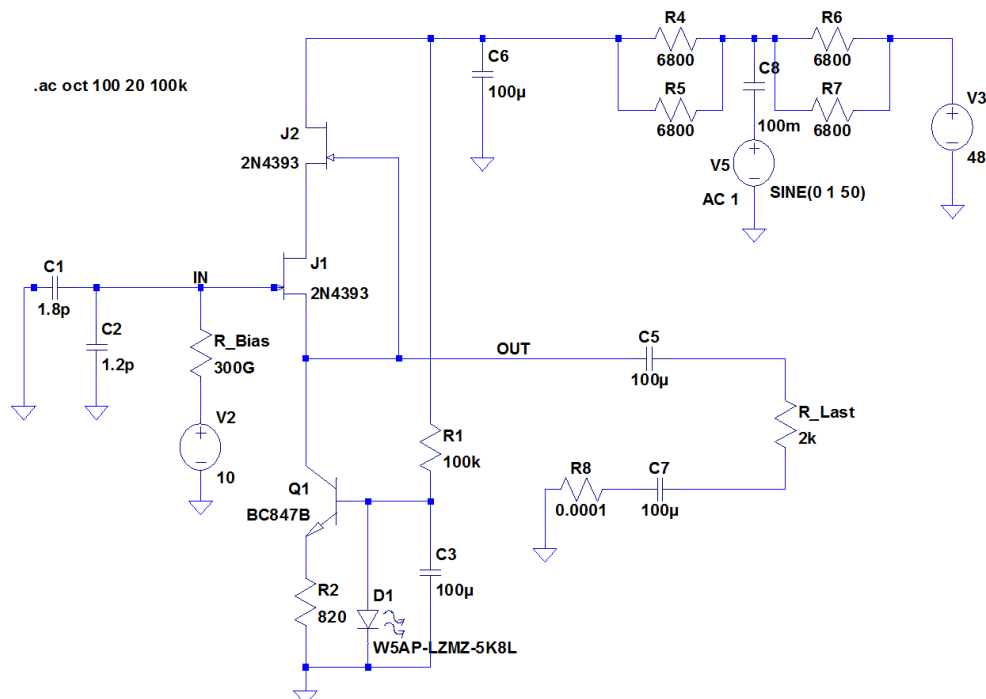 .ac oct 100 20 100k
C6
100µ
R4
6800
R5
6800
C8
100m
R6
6800
R7
6800
V3
48
V5
AC 1
SINE(0 1 50)
J2
2N4393
J1
2N4393
C1
1.8p
IN
C2
1.2p
R_Bias
300G
V2
10
OUT
C5
100µ
R_Last
2k
R8
0.0001
C7
100µ
R1
100k
Q1
BC847B
C3
100µ
R2
820
D1
W5AP-LZMZ-5K8L